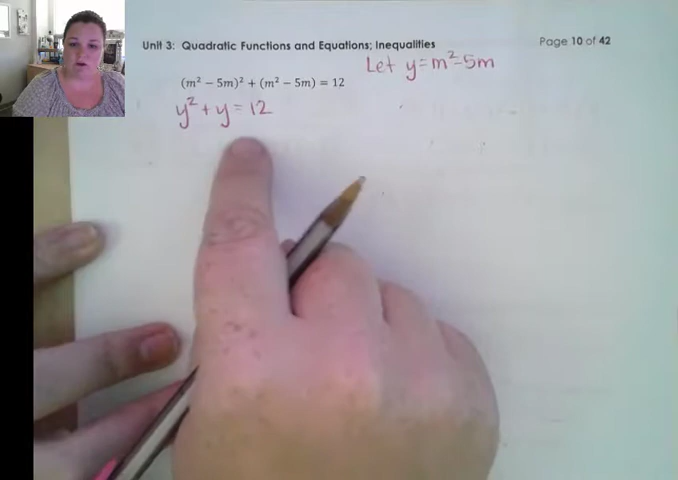 Unit 3: Quadratic Functions and Equations; Inequalities Page 10 of 42
Let y = m² - 5m
(m² − 5m)² + (m² − 5m) = 12
y² + y = 12